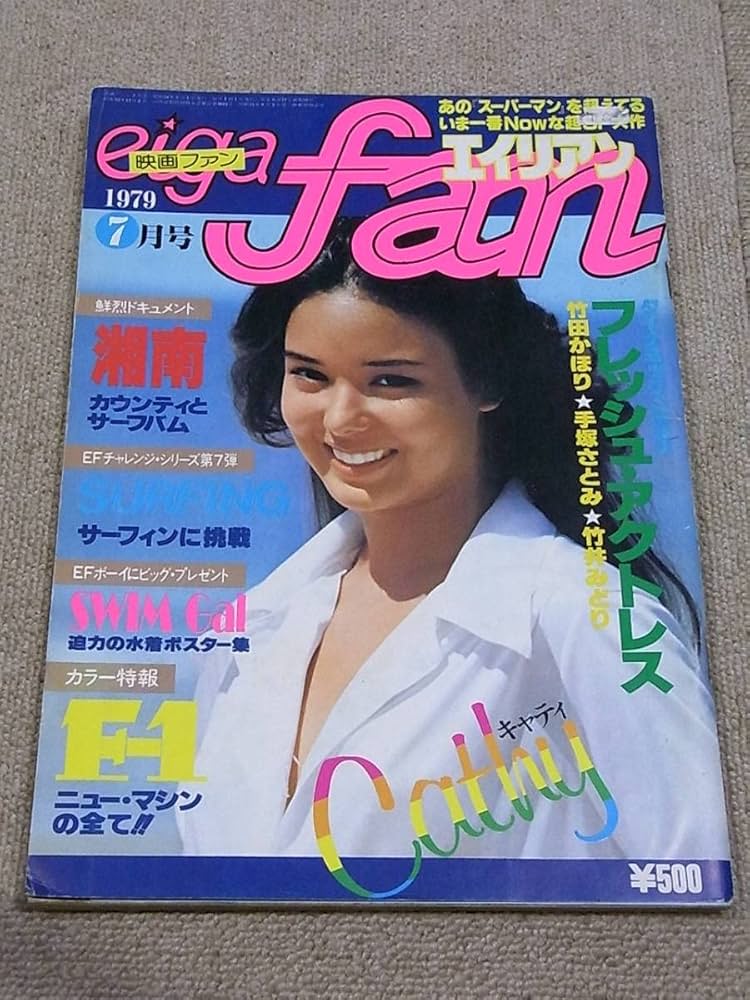 あの「スーパーマン」を超えてる
いま一番Nowな超SF大作
エイリアン
eiga
映画ファン
fan
1979
7月号
鮮烈ドキュメント
湘南
カウンティと
サーフバム
EFチャレンジ・シリーズ第7弾
SURFING
サーフィンに挑戦
EFボーイにビッグ・プレゼント
SWIM Gal
迫力の水着ポスター集
カラー特報
F-1
ニュー・マシン
の全て!!
フレッシュ・アクトレス
竹田かほり★手塚さとみ★竹井みどり
キャティ
Cathy
¥500